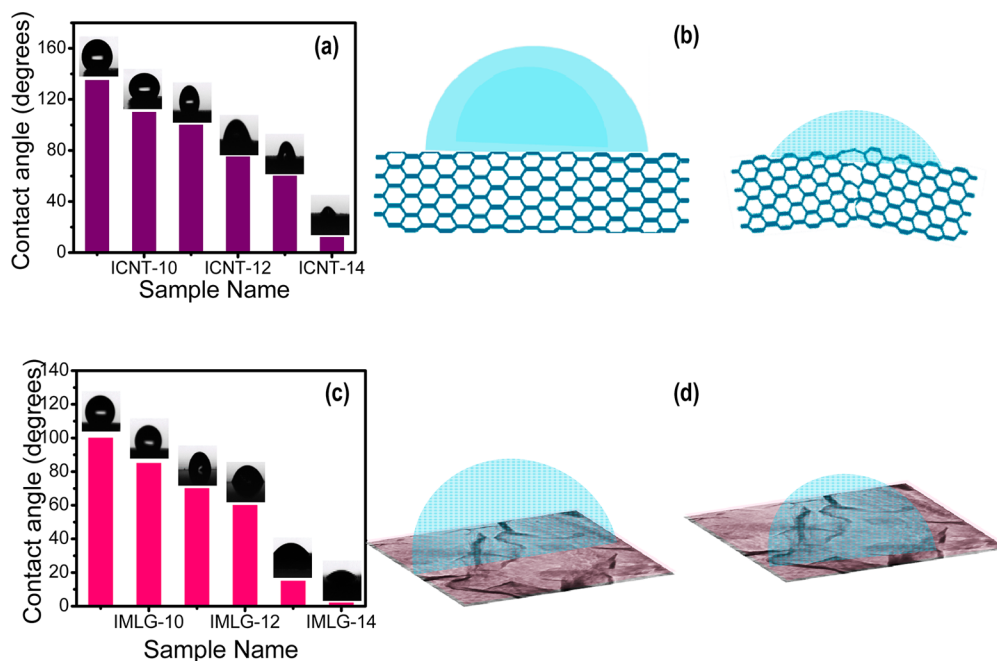 (a)
Contact angle (degrees)
160
120
80
40
0
ICNT-10
ICNT-12
ICNT-14
Sample Name
(b)
(c)
Contact angle (degrees)
140
120
100
80
60
40
20
0
IMLG-10
IMLG-12
IMLG-14
Sample Name
(d)